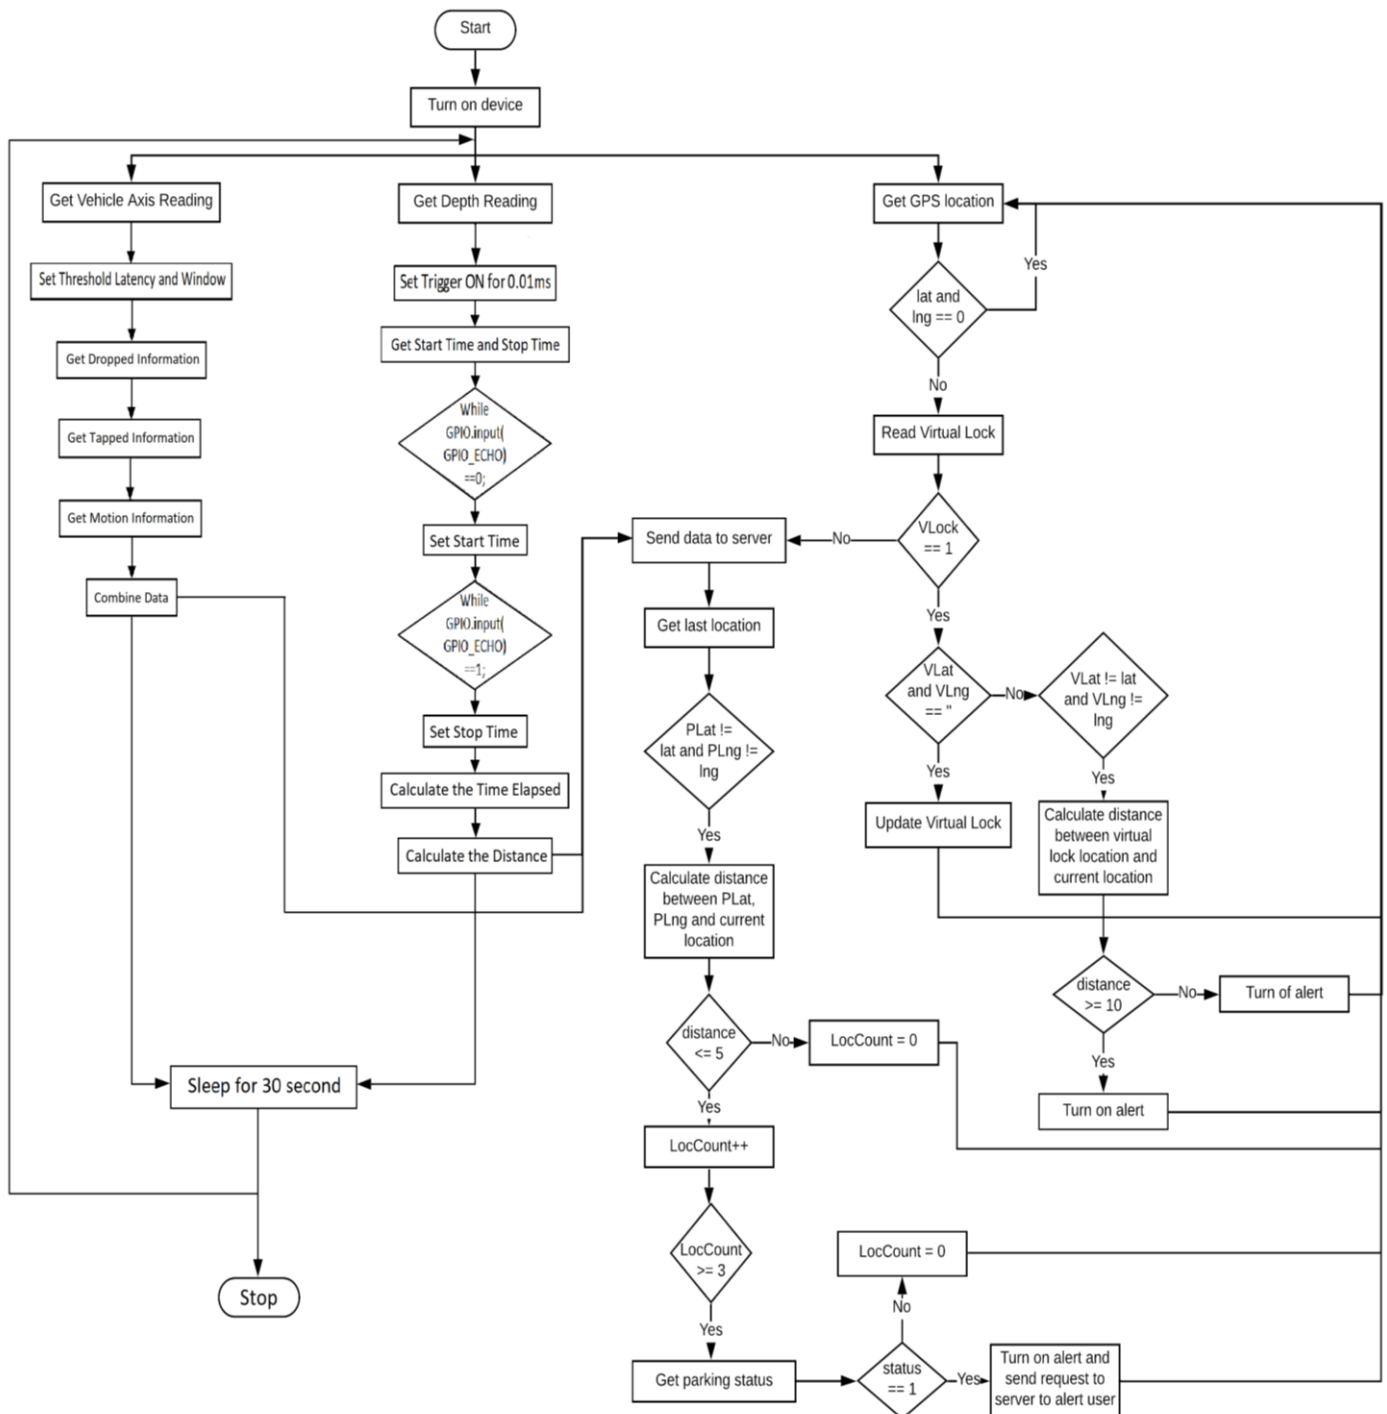 Start
Turn on device
Get Vehicle Axis Reading
Set Threshold Latency and Window
Get Dropped Information
Get Tapped Information
Get Motion Information
Combine Data
Get Depth Reading
Set Trigger ON for 0.01ms
Get Start Time and Stop Time
While
GPIO.input(
GPIO_ECHO)
==0;
Set Start Time
While
GPIO.input(
GPIO_ECHO)
==1;
Set Stop Time
Calculate the Time Elapsed
Calculate the Distance
Sleep for 30 second
Stop
Get GPS location
Yes
lat and
lng == 0
No
Read Virtual Lock
VLock
== 1
No
Send data to server
Get last location
PLat !=
lat and PLng !=
lng
Yes
Calculate distance
between PLat,
PLng and current
location
distance
<= 5
No
LocCount = 0
Yes
LocCount++
LocCount
>= 3
Yes
Get parking status
status
== 1
No
LocCount = 0
Yes
Turn on alert and
send request to
server to alert user
Yes
VLat
and VLng
== "
No
VLat != lat
and VLng !=
lng
Yes
Update Virtual Lock
Yes
Calculate distance
between virtual
lock location and
current location
distance
>= 10
No
Turn of alert
Yes
Turn on alert